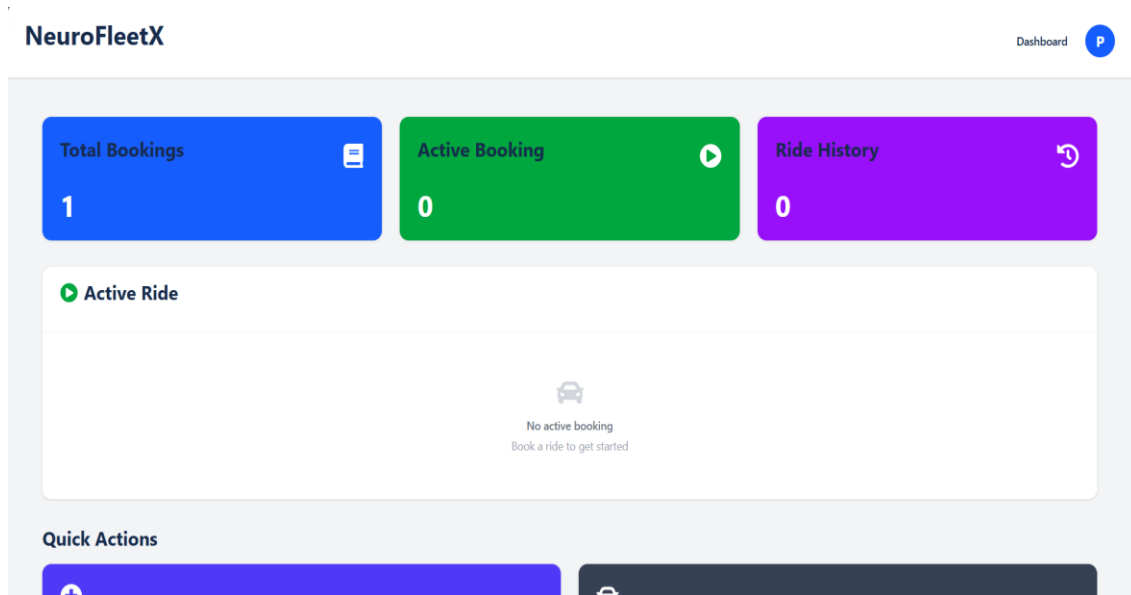 NeuroFleetX
Dashboard
P
Total Bookings
1
Active Booking
0
Ride History
0
Active Ride
No active booking
Book a ride to get started
Quick Actions